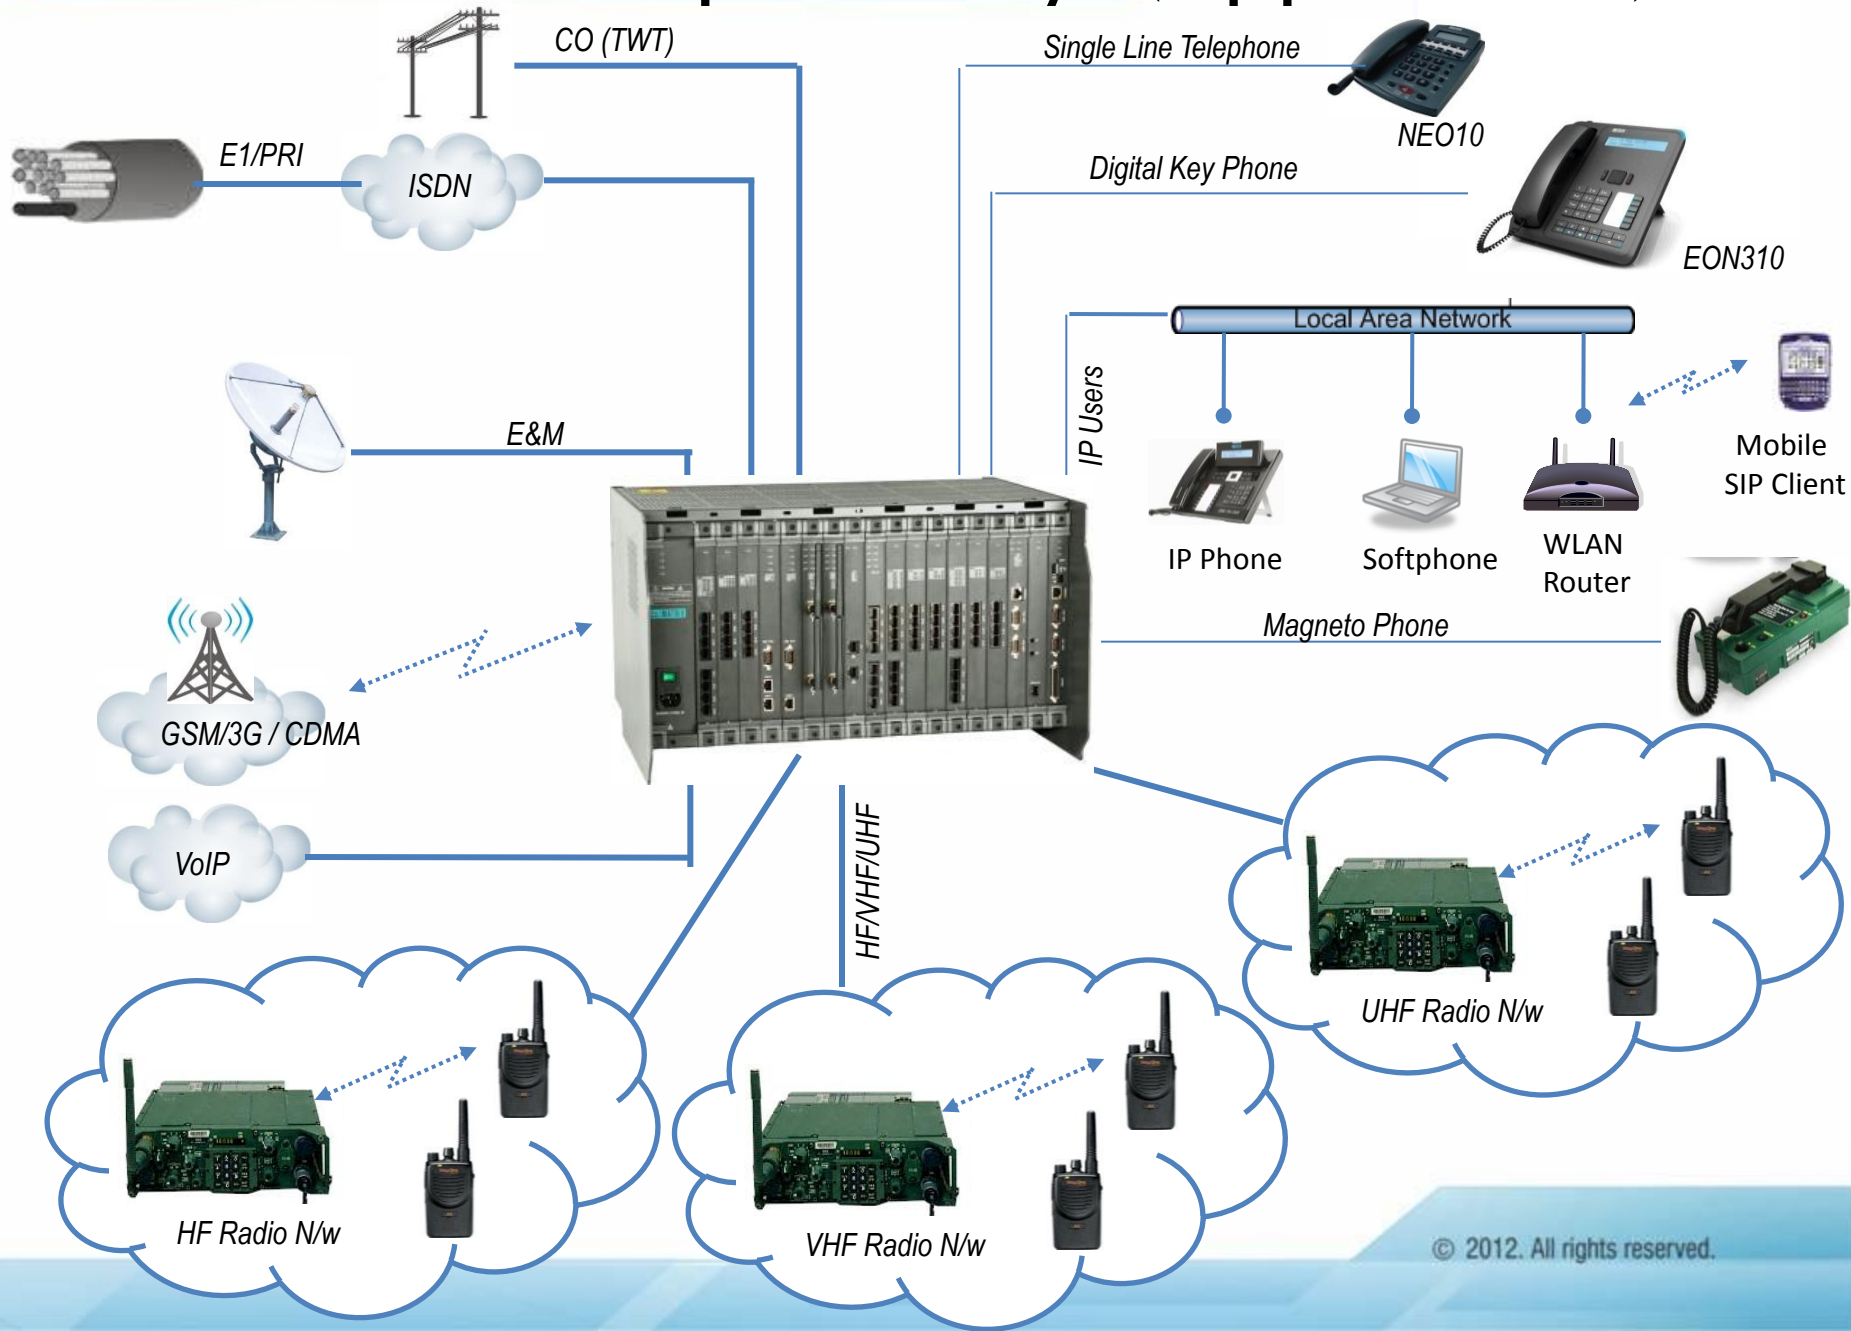 CO (TWT)
Single Line Telephone
NEO10
E1/PRI
ISDN
Digital Key Phone
EON310
Local Area Network
IP Users
E&M
Mobile
SIP Client
IP Phone
Softphone
WLAN
Router
Magneto Phone
GSM/3G / CDMA
VoIP
HF/VHF/UHF
UHF Radio N/w
HF Radio N/w
VHF Radio N/w
© 2012. All rights reserved.